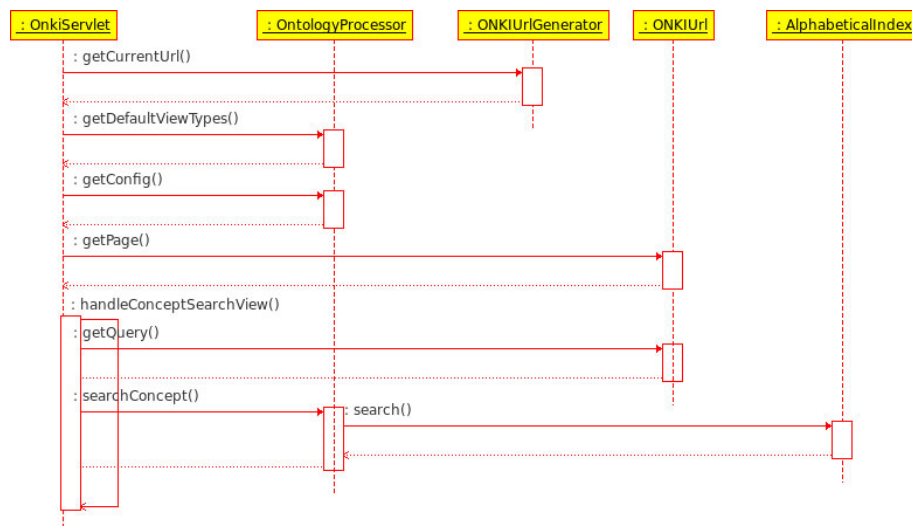 : OnkiServlet
: OntologyProcessor
: ONKIUrlGenerator
: ONKIUrl
: AlphabeticalIndex
: getCurrentUrl()
: getDefaultViewTypes()
: getConfig()
: getPage()
: handleConceptSearchView()
: getQuery()
: searchConcept()
: search()